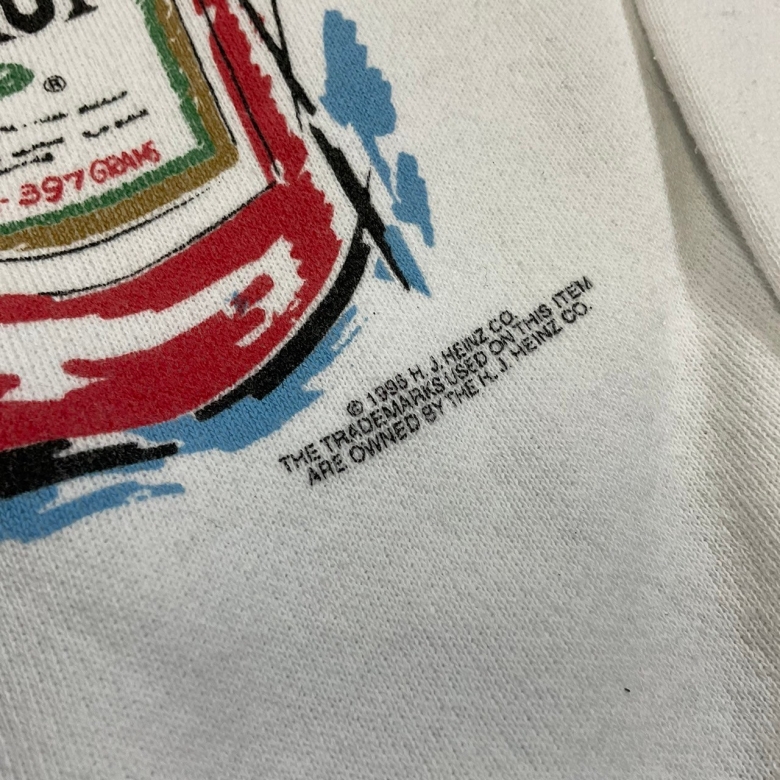 ®
- 397 GRAMS
© 1995 H. J. HEINZ CO.
THE TRADEMARKS USED ON THIS ITEM
ARE OWNED BY THE H. J. HEINZ CO.